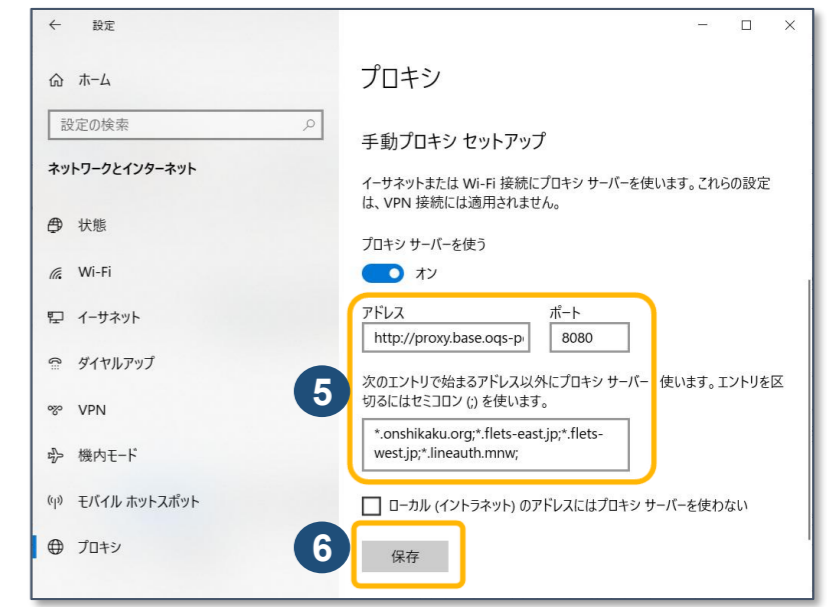 設定
ホーム
設定の検索
ネットワークとインターネット
状態
Wi-Fi
イーサネット
ダイヤルアップ
VPN
機内モード
モバイル ホットスポット
プロキシ
プロキシ
手動プロキシ セットアップ
イーサネットまたは Wi-Fi 接続にプロキシ サーバーを使います。これらの設定
は、VPN 接続には適用されません。
プロキシ サーバーを使う
オン
アドレス
ポート
http://proxy.base.oqs-p
8080
5
次のエントリで始まるアドレス以外にプロキシ サーバー 使います。エントリを区
切るにはセミコロン (;) を使います。
*.onshikaku.org;*.flets-east.jp;*.flets-
west.jp;*.lineauth.mnw;
ローカル (イントラネット) のアドレスにはプロキシ サーバーを使わない
6
保存